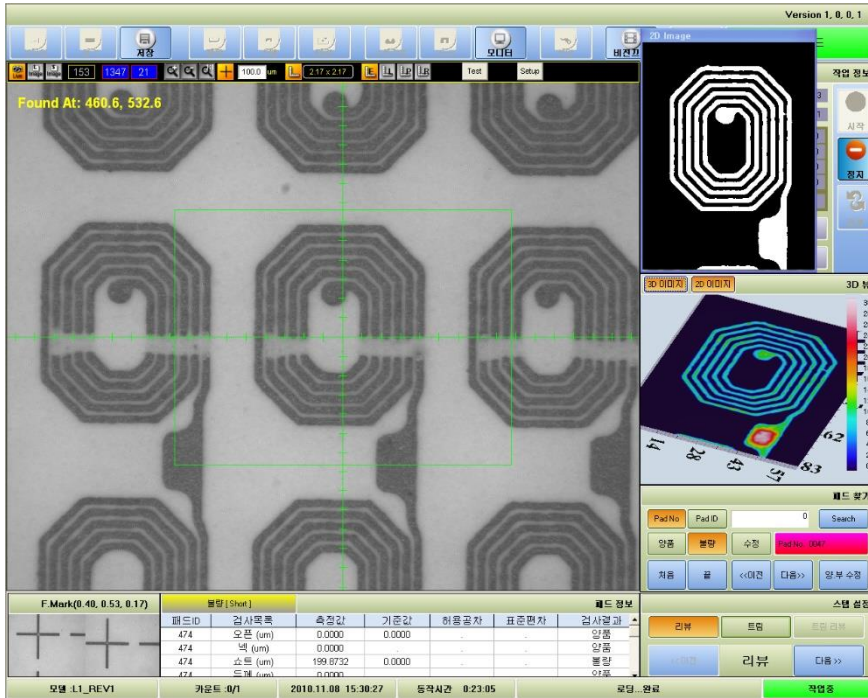 Version 1, 0, 0, 1
저장
모니터
비전기
2D Image
153 1347 21 100.0 um 2.17 x 2.17 Test Setup
작업 정보
Found At: 460.6, 532.6
시작
정지
3D 이미지 2D 이미지
14 28 43 57
62 83
패드 찾기
Pad No Pad ID 0 Search
양품 불량 수정 Pad No. 0047
처음 끝 <<이전 다음>> 양.부 수정
F.Mark(0.40, 0.53, 0.17)
불량 [ Short ]
패드 정보
패드ID 검사목록 측정값 기준값 허용공차 표준편차 검사결과
474 오픈 (um) 0.0000 0.0000 . . 양품
474 넥 (um) 0.0000 . . . 양품
474 쇼트 (um) 199.8732 0.0000 . . 불량
474 0.0000
스텝 설정
리뷰 트림 트림 리뷰
<<이전 리뷰 다음 >>
모델 :L1_REV1 카운트 :0/1 2010.11.08 15:30:27 동작시간 0:23:05 로딩...완료 작업중